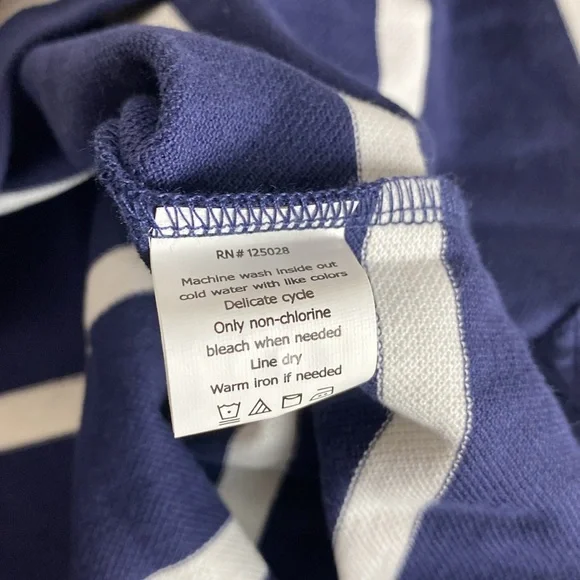 RN# 125028
Machine wash inside out
cold water with like colors
Delicate cycle
Only non-chlorine
bleach when needed
Line dry
Warm iron if needed